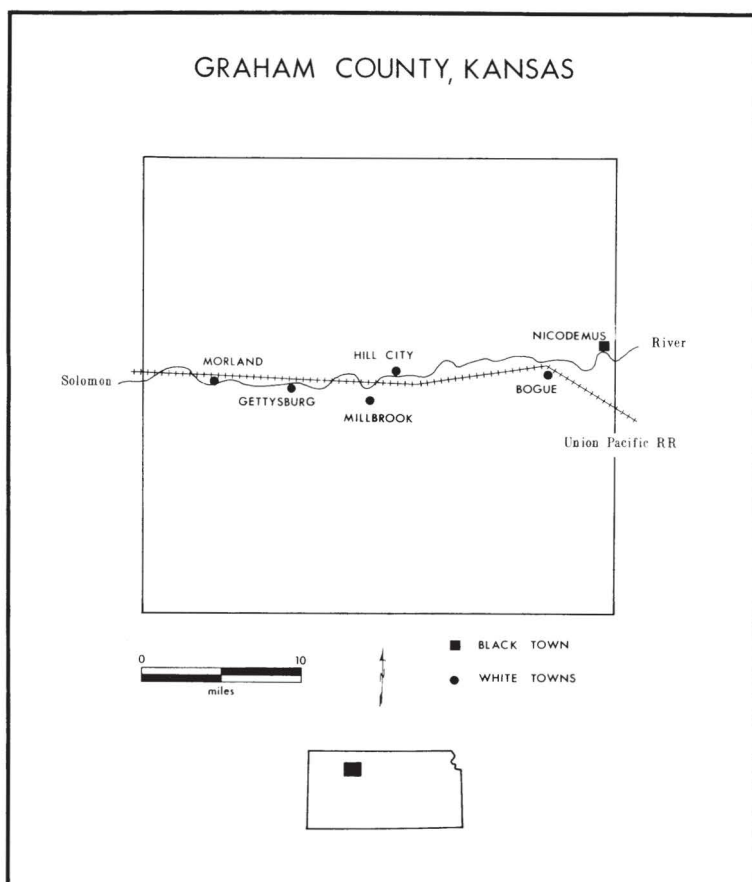 GRAHAM COUNTY, KANSAS
NICODEMUS
River
HILL CITY
MORLAND
Solomon
BOGUE
GETTYSBURG
MILLBROOK
Union Pacific RR
0 10
miles
N
BLACK TOWN
WHITE TOWNS